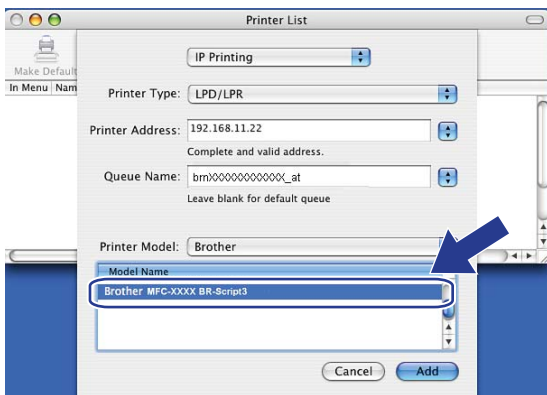 Printer List
IP Printing
Make Default
In Menu Nam
Printer Type: LPD/LPR
Printer Address: 192.168.11.22
Complete and valid address.
Queue Name: brnXXXXXXXXXXXX_at
Leave blank for default queue
Printer Model: Brother
Model Name
Brother MFC-XXXX BR-Script3
Cancel Add